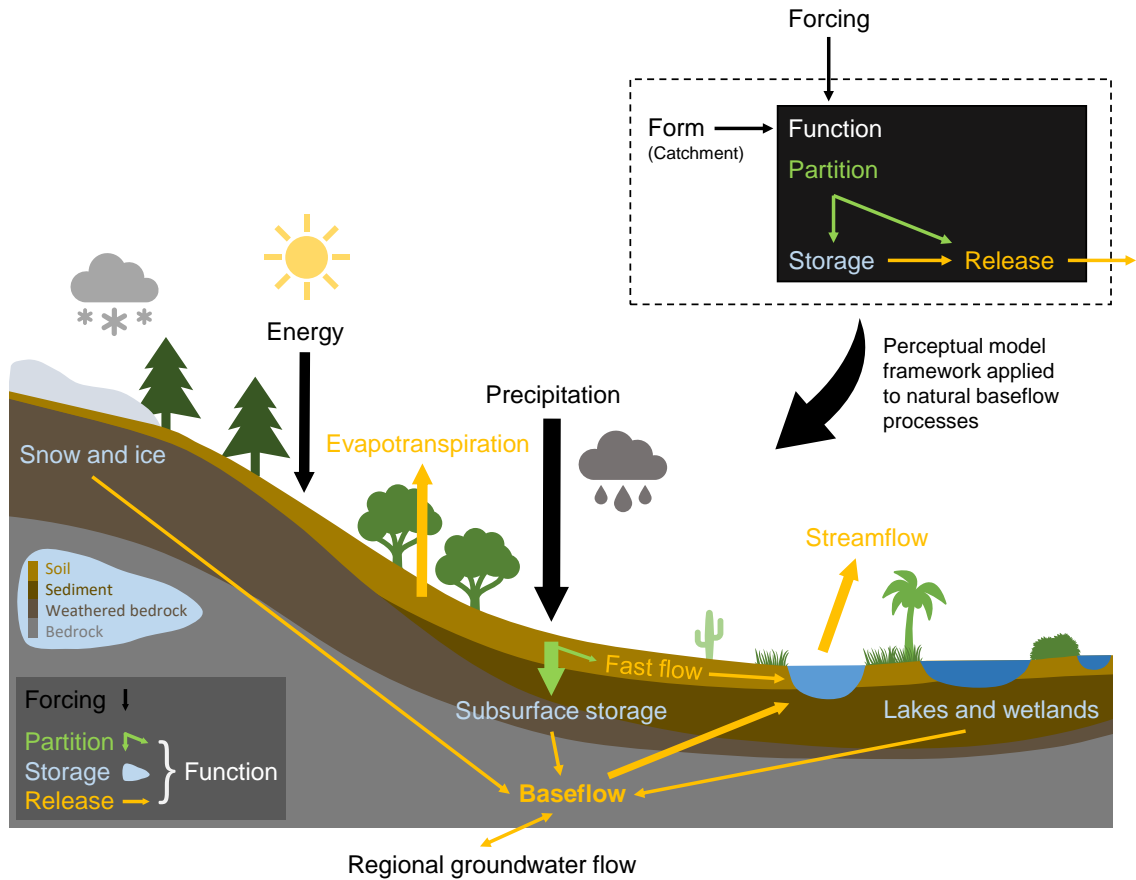 Forcing
Form
(Catchment)
Function
Partition
Storage
Release
Perceptual model
framework applied
to natural baseflow
processes
Energy
Precipitation
Evapotranspiration
Snow and ice
Streamflow
Soil
Sediment
Weathered bedrock
Bedrock
Fast flow
Subsurface storage
Lakes and wetlands
Baseflow
Forcing
Partition
Storage
Release
Function
Regional groundwater flow